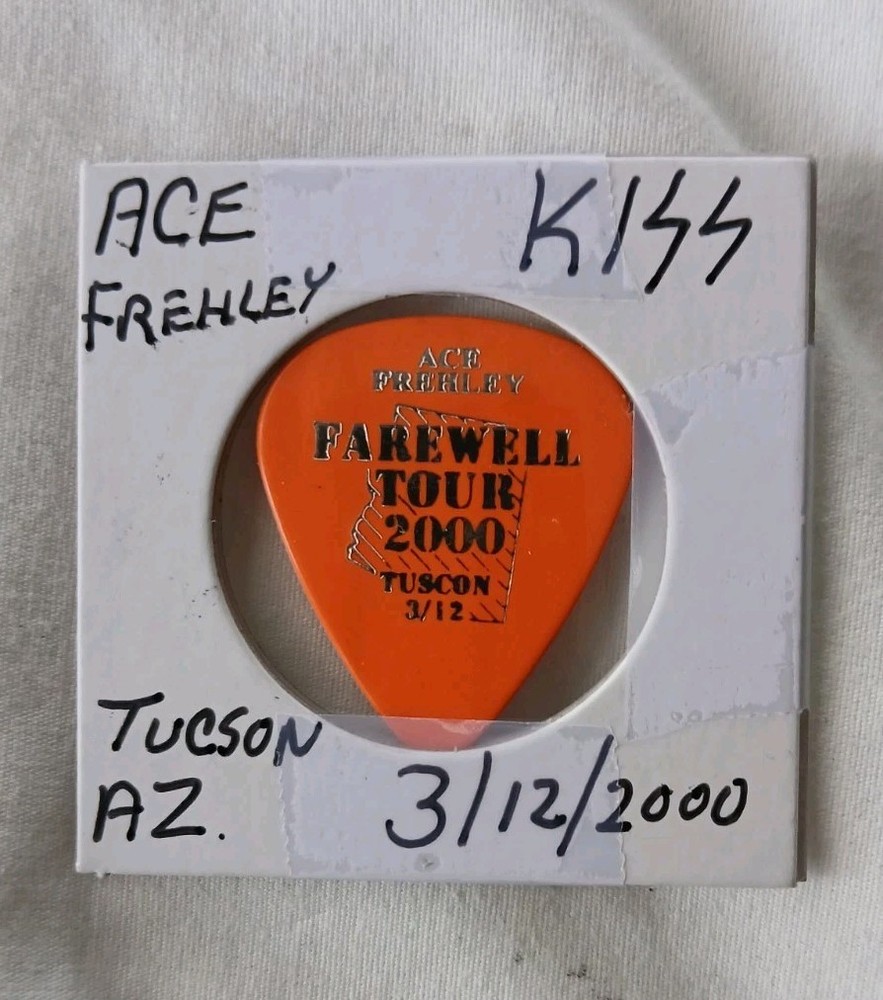 ACE
FREHLEY
KISS
ACE
FREHLEY
FAREWELL
TOUR
2000
TUSCON
3/12
TUCSON
AZ.
3/12/2000